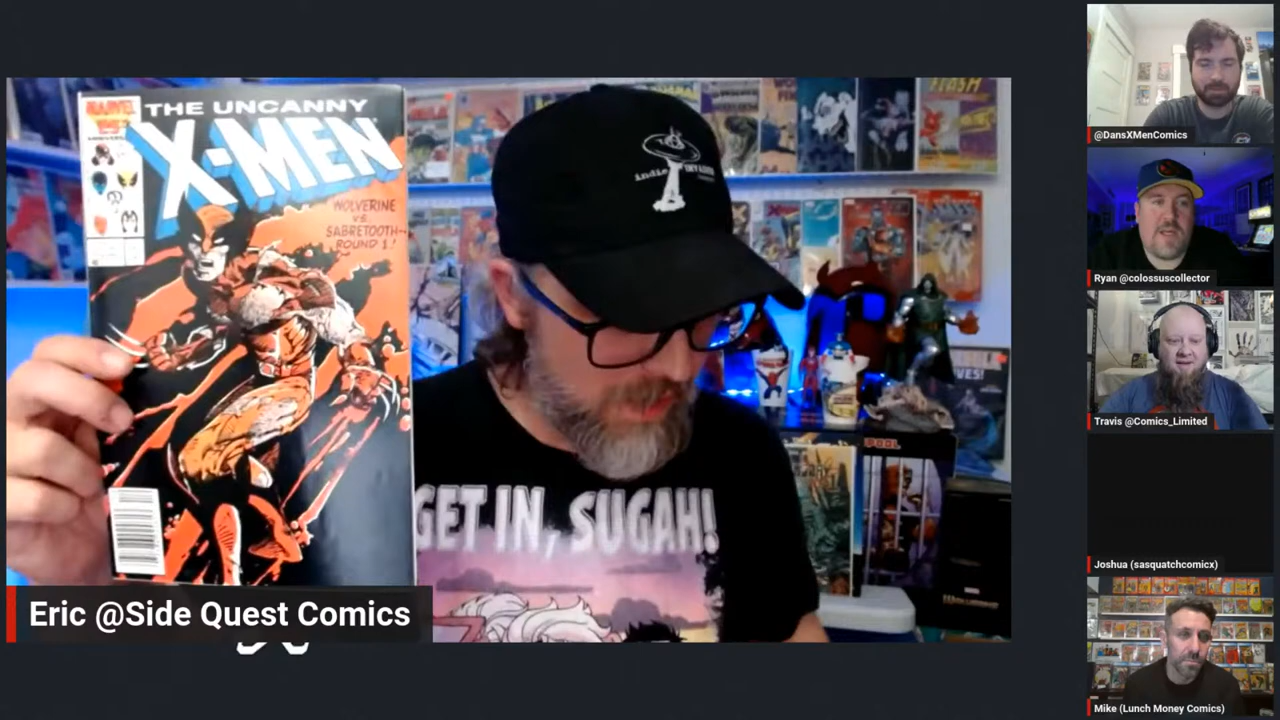 MARVEL
THE UNCANNY
X-MEN
WOLVERINE
VS.
SABRETOOTH—
ROUND 1!
FLASH
GET IN, SUGAH!
POOL
Eric @Side Quest Comics
@DansXMenComics
Ryan @colossuscollector
Travis @Comics_Limited
Joshua (sasquatchcomicx)
Mike (Lunch Money Comics)